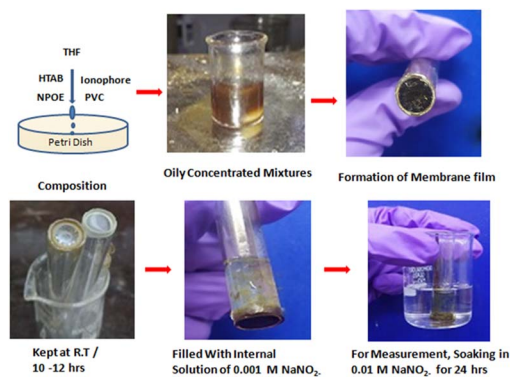 THF
HTAB Ionophore
NPOE PVC
Petri Dish
Composition
Oily Concentrated Mixtures
Formation of Membrane film
Kept at R.T /
10 -12 hrs
Filled With Internal
Solution of 0.001 M NaNO₂.
For Measurement, Soaking in
0.01 M NaNO₂. for 24 hrs